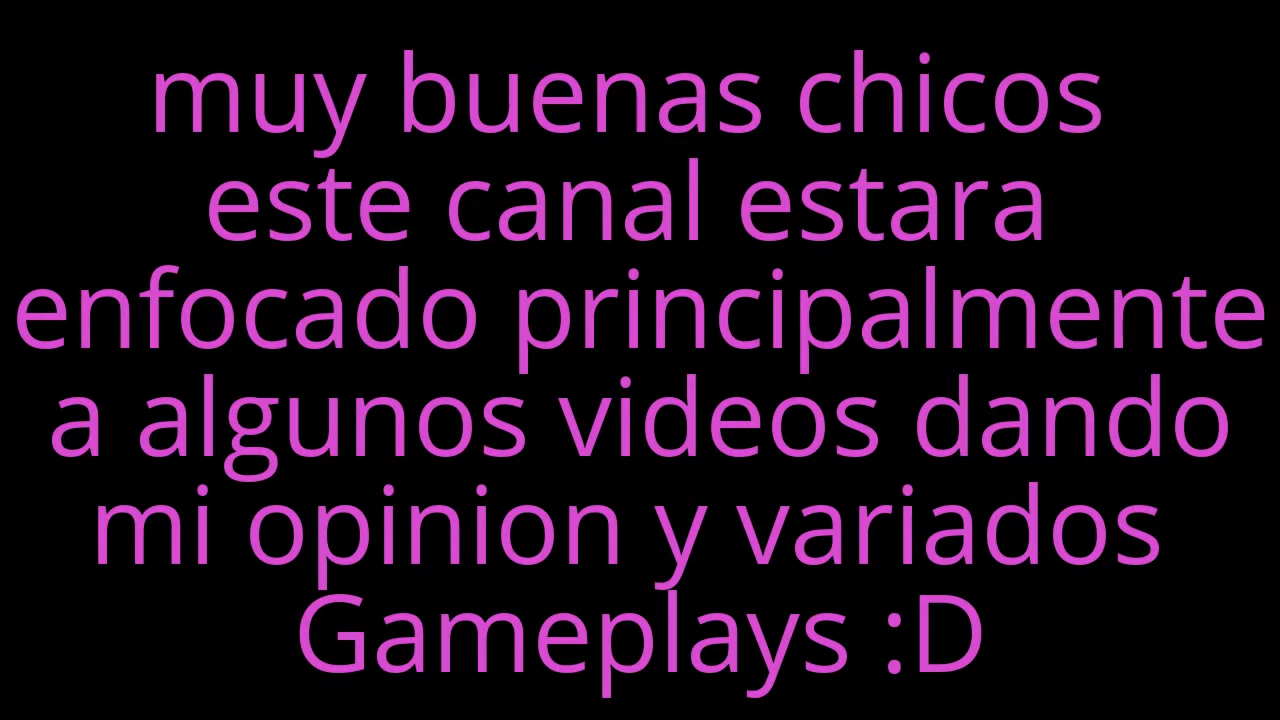 muy buenas chicos
este canal estara
enfocado principalmente
a algunos videos dando
mi opinion y variados
Gameplays :D